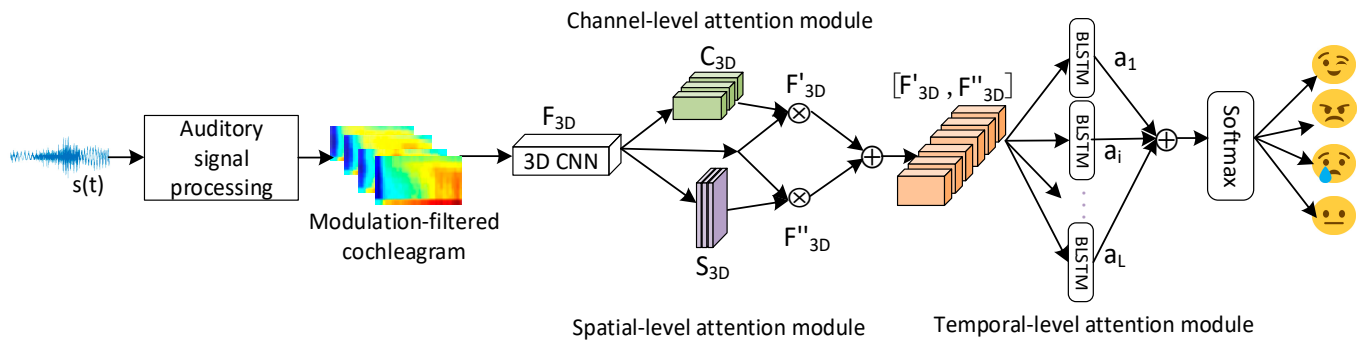 Channel-level attention module
C3D
F'3D
[F'3D , F''3D]
BLSTM
a1
F3D
3D CNN
Auditory
signal
processing
s(t)
Modulation-filtered
cochleagram
BLSTM
ai
Softmax
F''3D
S3D
BLSTM
aL
Spatial-level attention module
Temporal-level attention module